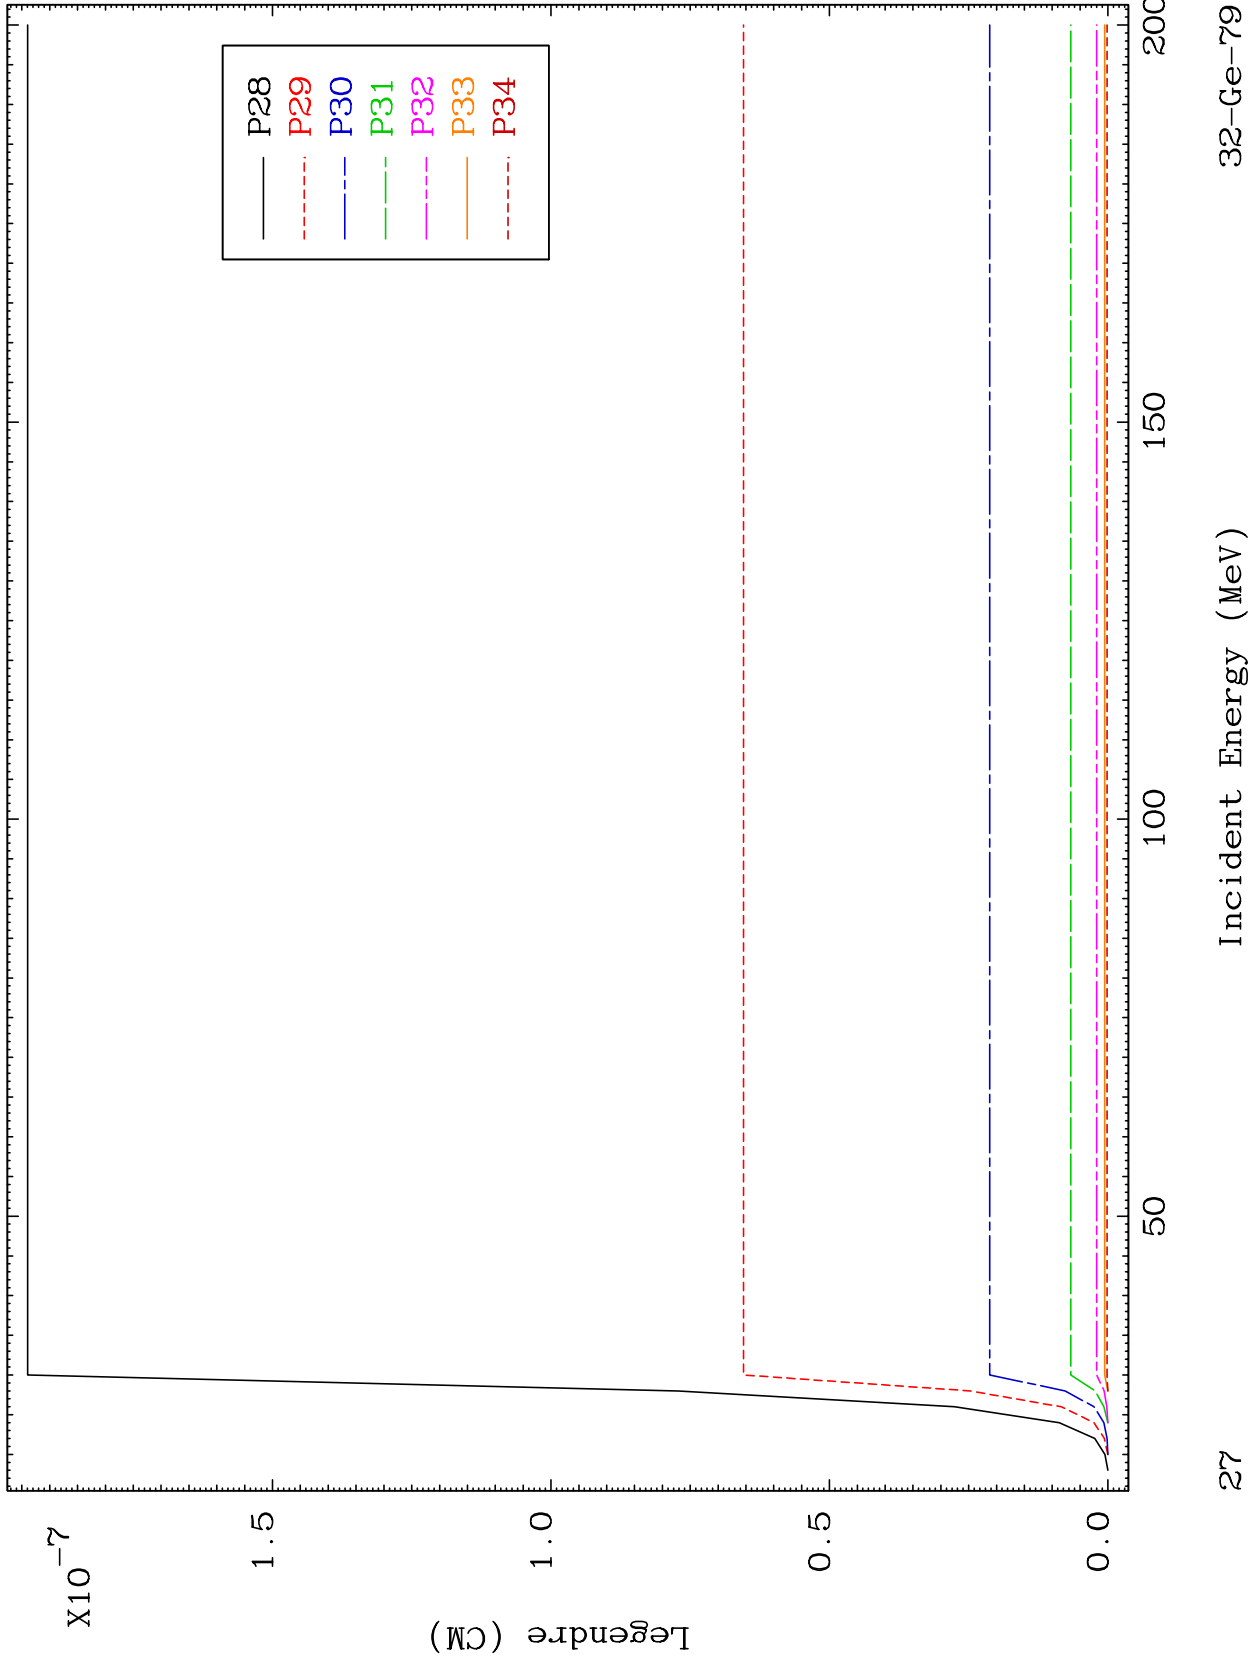 X10⁻⁷
P28
P29
P30
P31
P32
P33
P34
1.5
1.0
0.5
0.0
Legendre (CM)
50 100 150 200
Incident Energy (MeV)
27
32-Ge-79